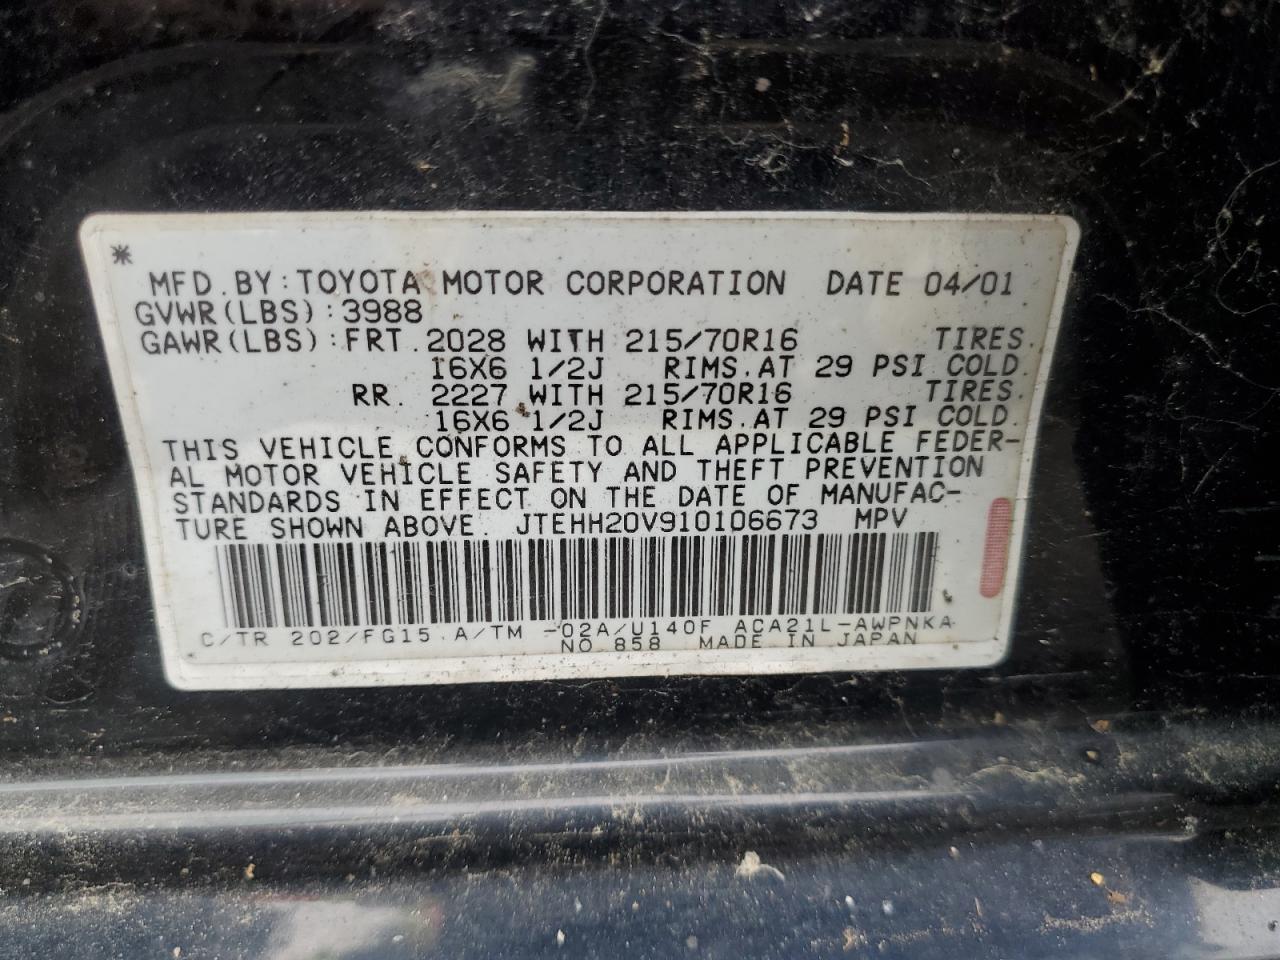 *
MFD. BY: TOYOTA MOTOR CORPORATION DATE 04/01
GVWR(LBS): 3988
GAWR(LBS): FRT. 2028 WITH 215/70R16 TIRES.
16X6 1/2J RIMS. AT 29 PSI COLD.
RR. 2227 WITH 215/70R16 TIRES.
16X6 1/2J RIMS. AT 29 PSI COLD.
THIS VEHICLE CONFORMS TO ALL APPLICABLE FEDER-
AL MOTOR VEHICLE SAFETY AND THEFT PREVENTION
STANDARDS IN EFFECT ON THE DATE OF MANUFAC-
TURE SHOWN ABOVE. JTEHH20V910106673 MPV
C/TR 202/FG15 A/TM -02A/U140F ACA21L-AWPNKA
NO.858 MADE IN JAPAN